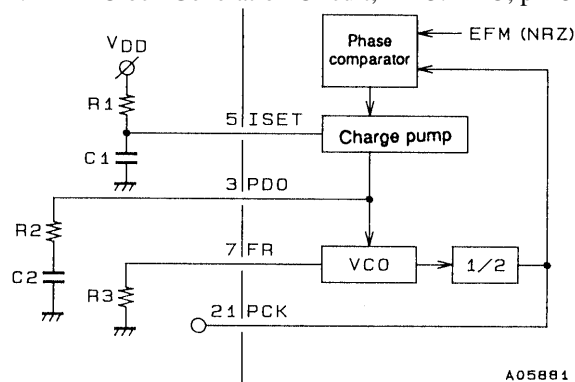 Phase
comparator
EFM (NRZ)
VDD
R1
5 ISET
Charge pump
C1
3 PDO
R2
7 FR
VCO
1/2
C2
R3
21 PCK
A05881